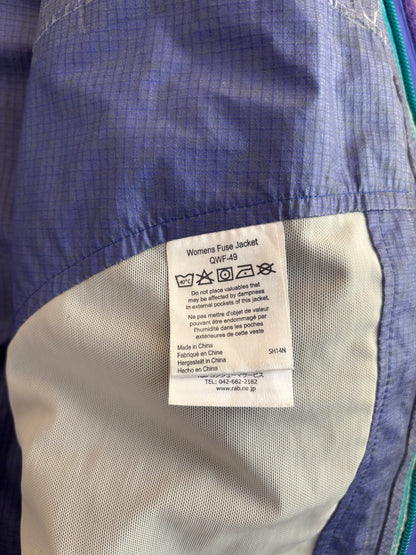 Womens Fuse Jacket
QWF-49
40°C
Do not place valuables that
may be affected by dampness
in external pockets of this jacket.
Ne pas mettre d'objet de valeur
pouvant être endommagé par
l'humidité dans les poches
extérieures de cette veste
Made in China
Fabriqué en China
Hergestellt in China
Hecho en China
SH14N
TEL: 042-682-2182
www.rab.ne.jp